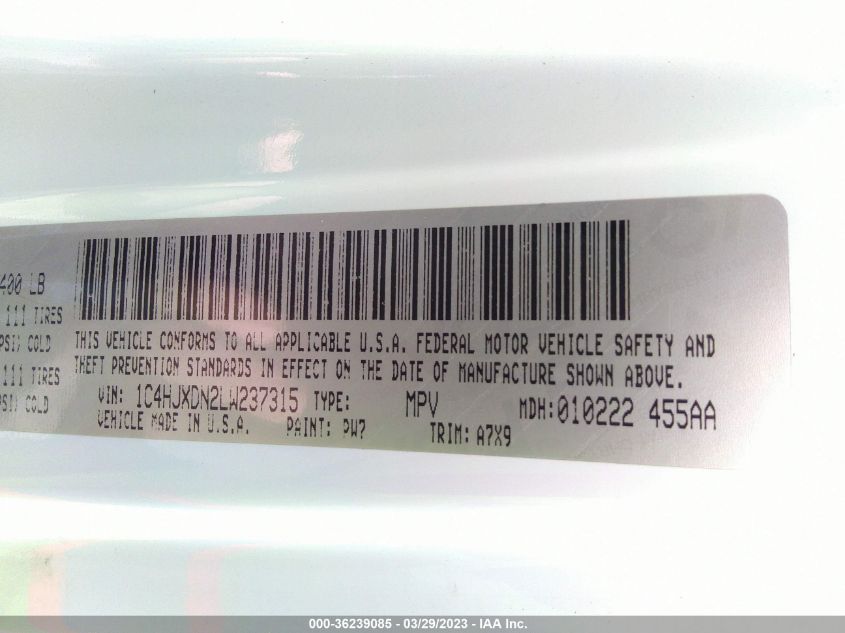 400 LB
111 TIRES
PSI) COLD
111 TIRES
PSI) COLD
THIS VEHICLE CONFORMS TO ALL APPLICABLE U.S.A. FEDERAL MOTOR VEHICLE SAFETY AND
THEFT PREVENTION STANDARDS IN EFFECT ON THE DATE OF MANUFACTURE SHOWN ABOVE.
VIN: 1C4HJXDN2LW237315 TYPE: MPV MDH:010222 455AA
VEHICLE MADE IN U.S.A. PAINT: PW7 TRIM: A7X9
000-36239085 - 03/29/2023 - IAA Inc.